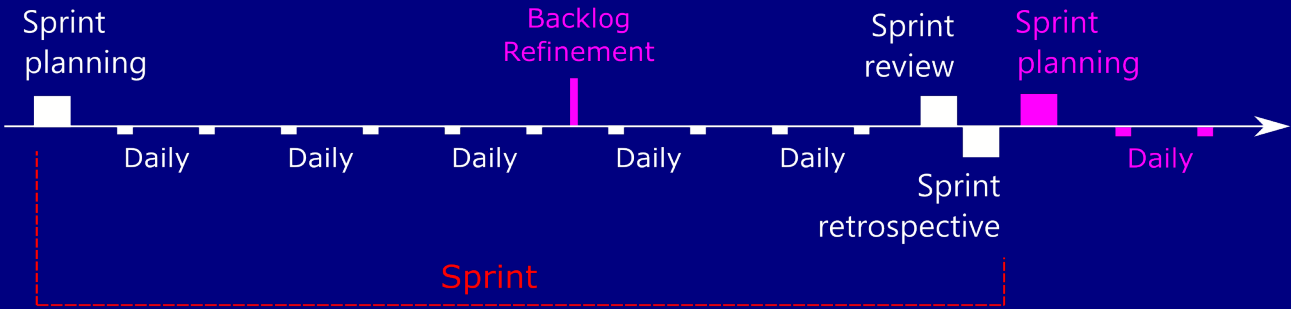 Sprint
planning
Backlog
Refinement
Sprint
review
Sprint
planning
Daily
Daily
Daily
Daily
Daily
Daily
Sprint
retrospective
Sprint